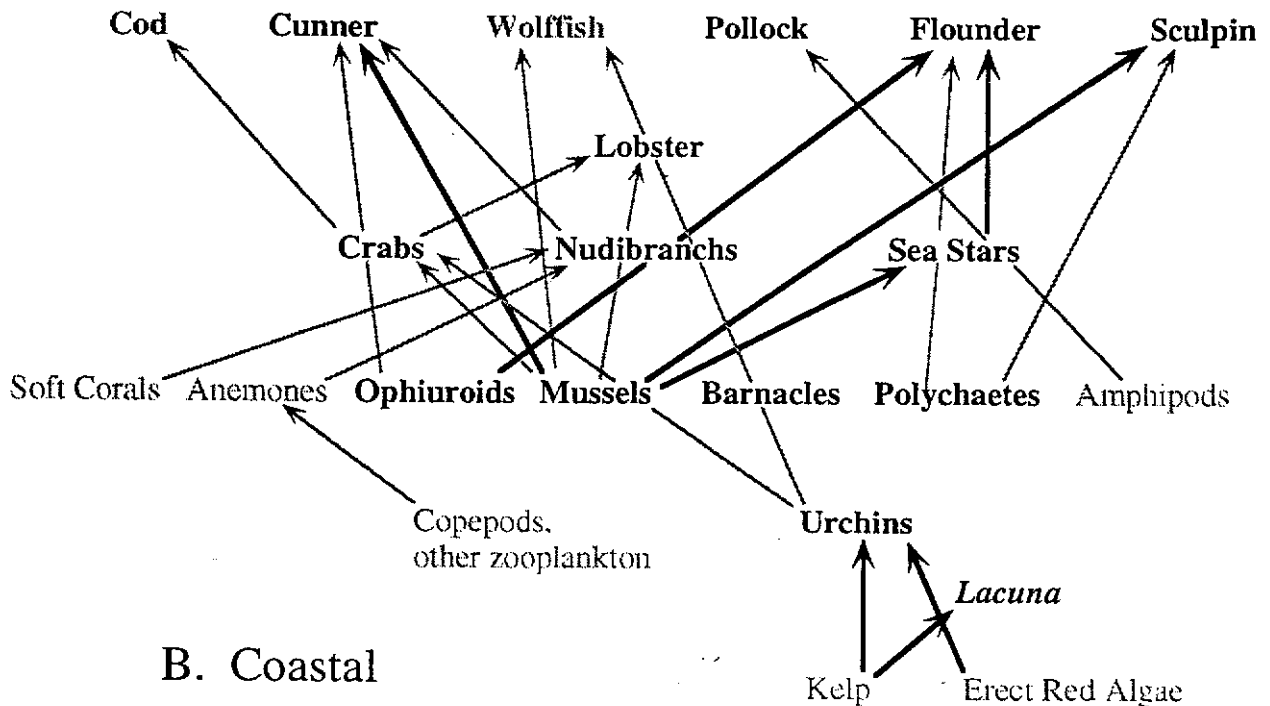 Cod Cunner Wolffish Pollock Flounder Sculpin
Lobster
Crabs Nudibranchs Sea Stars
Soft Corals Anemones Ophiuroids Mussels Barnacles Polychaetes Amphipods
Copepods,
other zooplankton
Urchins
Lacuna
B. Coastal
Kelp Erect Red Algae